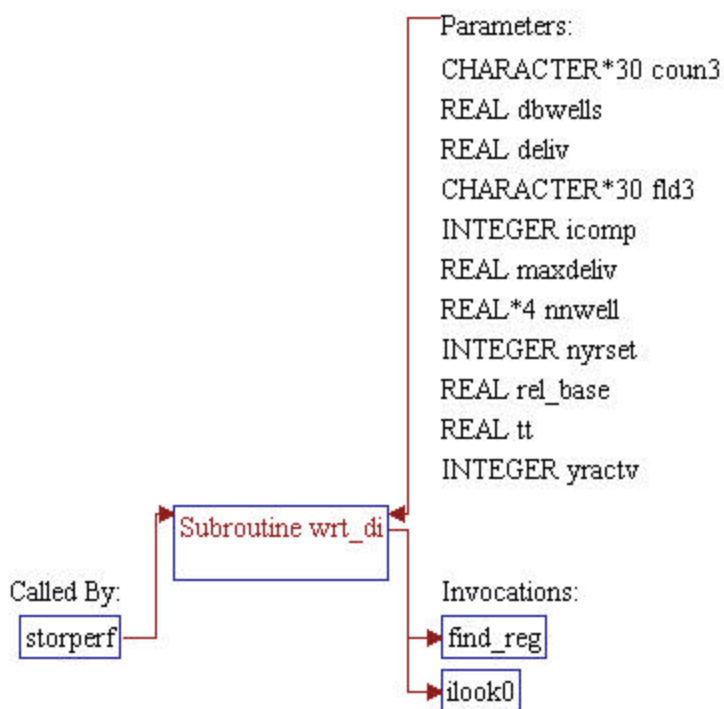 Parameters:
CHARACTER*30 coun3
REAL dbwells
REAL deliv
CHARACTER*30 fld3
INTEGER icomp
REAL maxdeliv
REAL*4 nnwell
INTEGER nyrset
REAL rel_base
REAL tt
INTEGER yractv
Subroutine wrt_di
Called By:
storperf
Invocations:
find_reg
ilook0